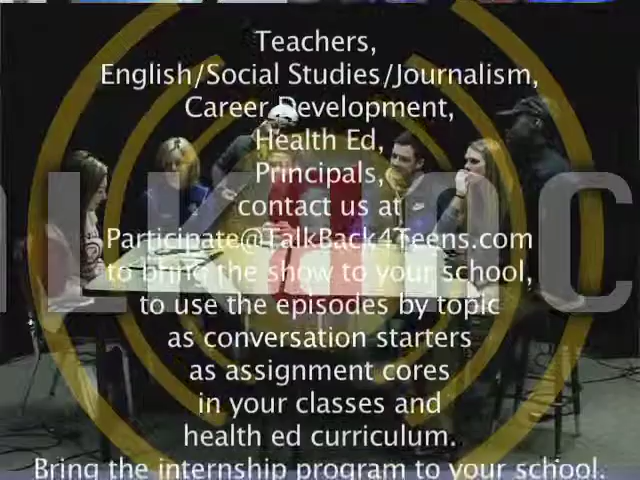 Teachers,
English/Social Studies/Journalism,
Career Development,
Health Ed,
Principals,
contact us at
Participate@TalkBack4Teens.com
to bring the show to your school,
to use the episodes by topic
as conversation starters
as assignment cores
in your classes and
health ed curriculum.
Bring the internship program to your school.